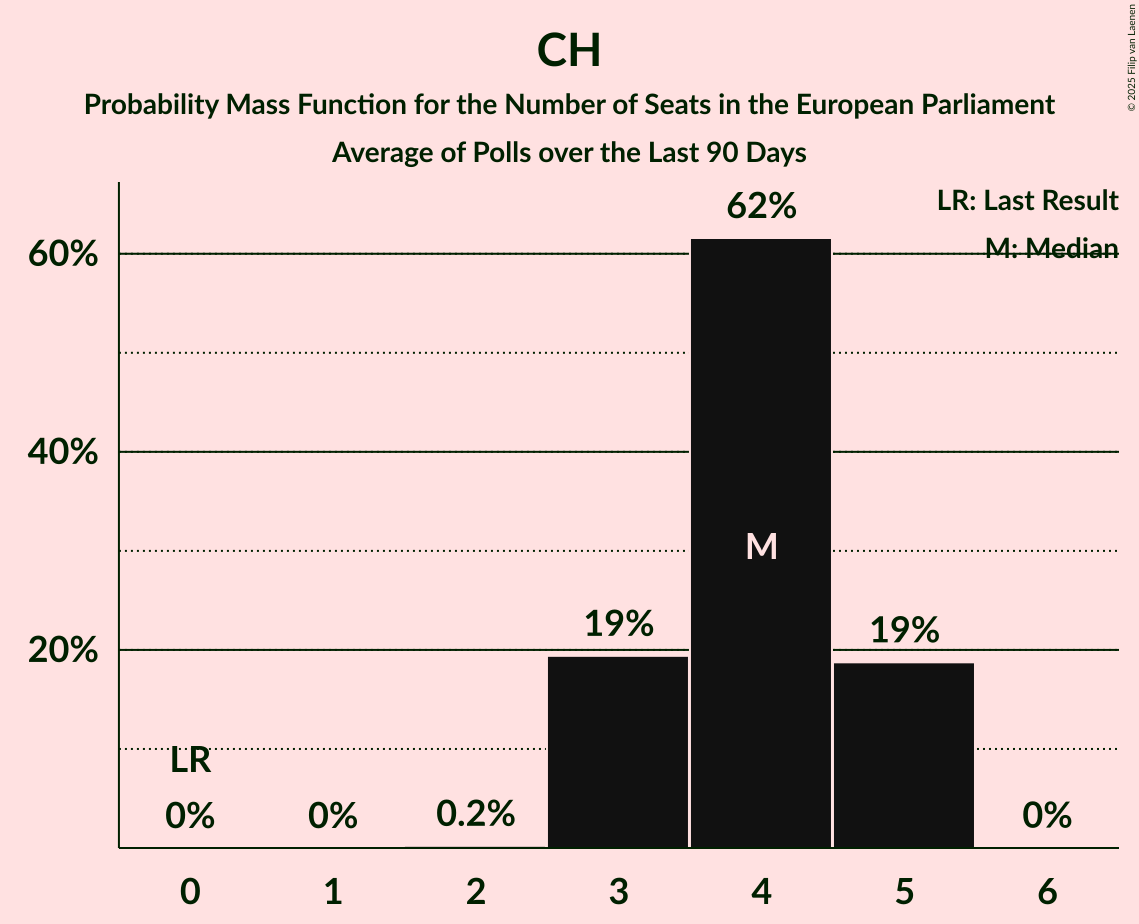 CH
Probability Mass Function for the Number of Seats in the European Parliament
Average of Polls over the Last 90 Days
© 2025 Filip van Laenen
LR: Last Result
M: Median
62%
60%
40%
M
19%
19%
20%
LR
0%
0%
0.2%
0%
0
1
2
3
4
5
6